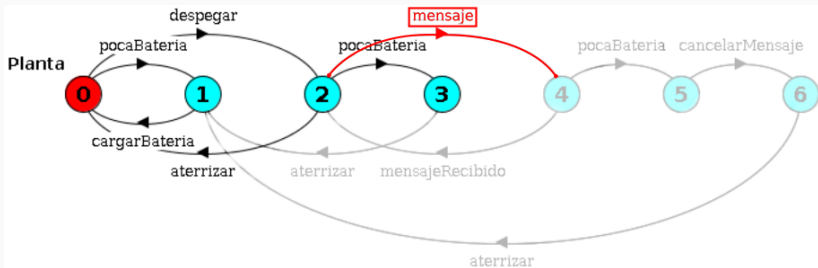 despegar
mensaje
pocaBateria
pocaBateria
pocaBateria
cancelarMensaje
Planta
0
1
2
3
4
5
6
cargarBateria
aterrizar
aterrizar
mensajeRecibido
aterrizar